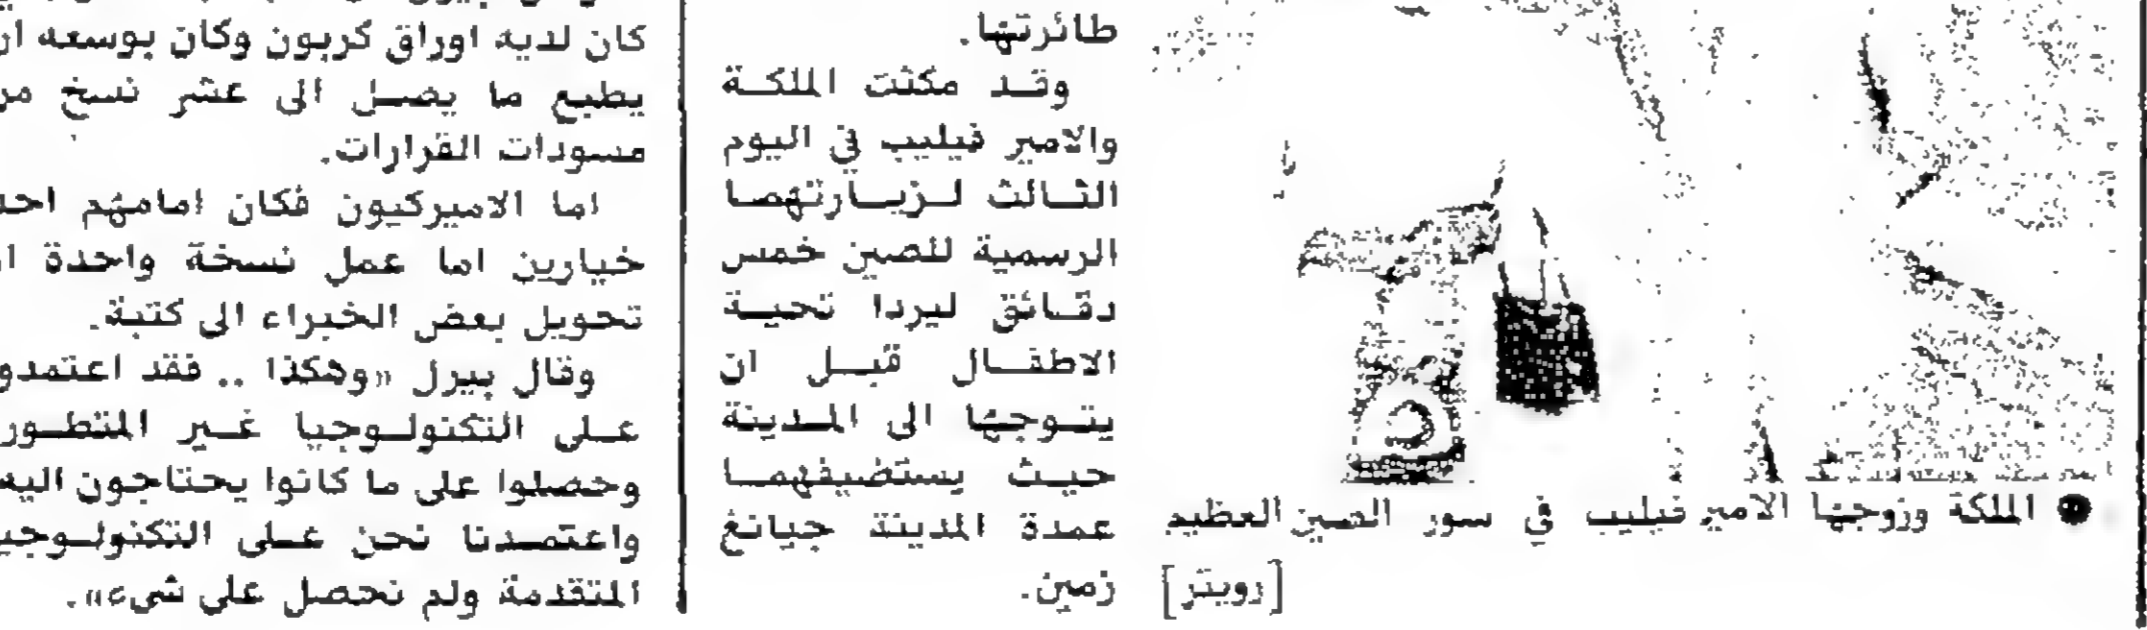 ● الملكة وزوجها الامير فيليب في سور الصين العظيم
[رويتر]
طائرتها.
وقد مكثت الملكة
والامير فيليب في اليوم
الثالث لزيارتهما
الرسمية للصين خمس
دقائق ليردا تحية
الاطفال قبل ان
يتوجها الى المدينة
حيث يستضيفهما
عمدة المدينة جيانغ
زمين.
كان لديه اوراق كربون وكان بوسعه ان
يطبع ما يصل الى عشر نسخ من
مسودات القرارات.
اما الاميركيون فكان امامهم احد
خيارين اما عمل نسخة واحدة او
تحويل بعض الخبراء الى كتبة.
وقال بيرل «وهكذا .. فقد اعتمدوا
على التكنولوجيا غير المتطور
وحصلوا على ما كانوا يحتاجون اليه
واعتمدنا نحن على التكنولوجيا
المتقدمة ولم نحصل على شيء».